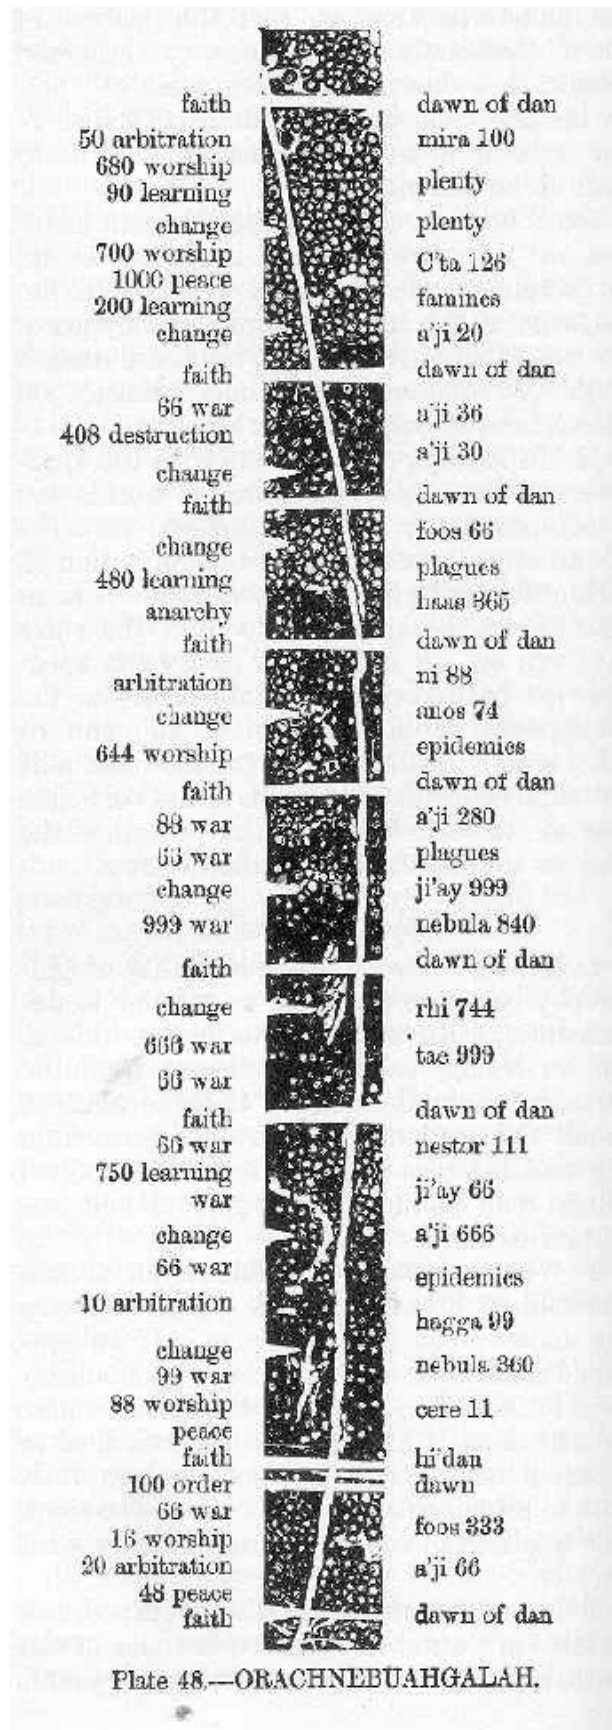 faith
50 arbitration
680 worship
90 learning
change
700 worship
1000 peace
200 learning
change
faith
66 war
408 destruction
change
faith
change
480 learning
anarchy
faith
arbitration
change
644 worship
faith
88 war
66 war
change
999 war
faith
change
666 war
66 war
faith
66 war
750 learning
war
change
66 war
40 arbitration
change
99 war
88 worship
peace
faith
100 order
66 war
16 worship
20 arbitration
48 peace
faith
dawn of dan
mira 100
plenty
plenty
C'ta 126
famines
a'ji 20
dawn of dan
a'ji 36
a'ji 30
dawn of dan
foos 66
plagues
haas 365
dawn of dan
ni 88
anos 74
epidemics
dawn of dan
a'ji 280
plagues
ji'ay 999
nebula 840
dawn of dan
rhi 744
tae 999
dawn of dan
nestor 111
ji'ay 66
a'ji 666
epidemics
hagga 99
nebula 360
cere 11
hi'dan
dawn
foos 333
a'ji 66
dawn of dan
Plate 48.—ORACHNEBUAHGALAH.